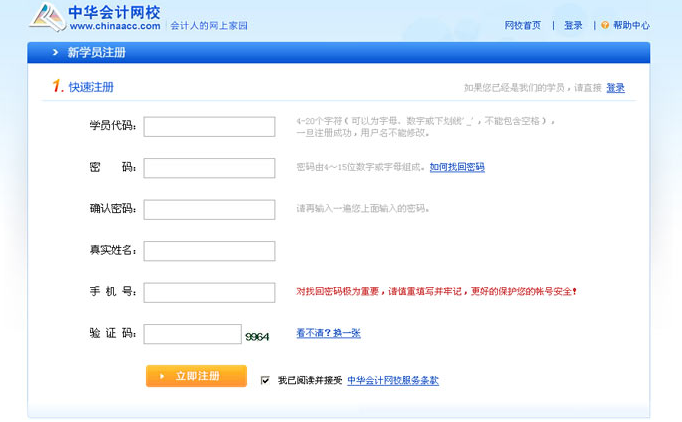 中华会计网校
www.chinaacc.com
会计人的网上家园
网校首页 | 登录 | 帮助中心
新学员注册
1. 快速注册
如果您已经是我们的学员，请直接 登录
学员代码：
4-20个字符（可以为字母、数字或下划线'_'，不能包含空格），
一旦注册成功，用户名不能修改。
密 码：
密码由4～15位数字或字母组成。如何找回密码
确认密码：
请再输入一遍您上面输入的密码。
真实姓名：
手 机 号：
对找回密码极为重要，请慎重填写并牢记，更好的保护您的帐号安全！
验 证 码：
9964
看不清？换一张
立即注册
我已阅读并接受 中华会计网校服务条款